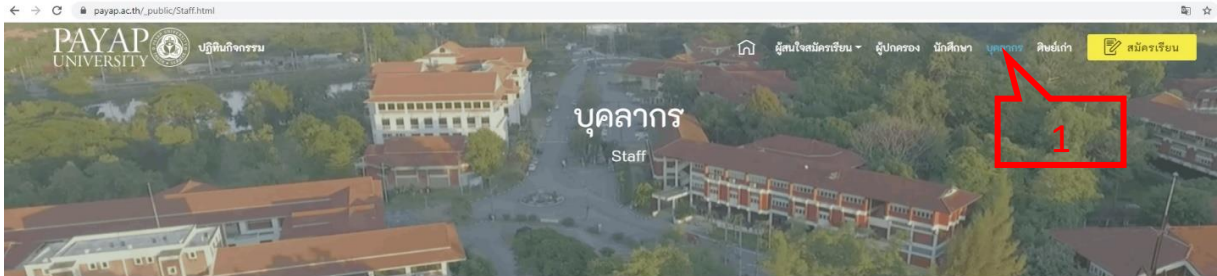 payap.ac.th/_public/Staff.html
PAYAP UNIVERSITY ปฏิทินกิจกรรม ผู้สนใจสมัครเรียน ผู้ปกครอง นักศึกษา บุคลากร ศิษย์เก่า สมัครเรียน
บุคลากร
Staff
1